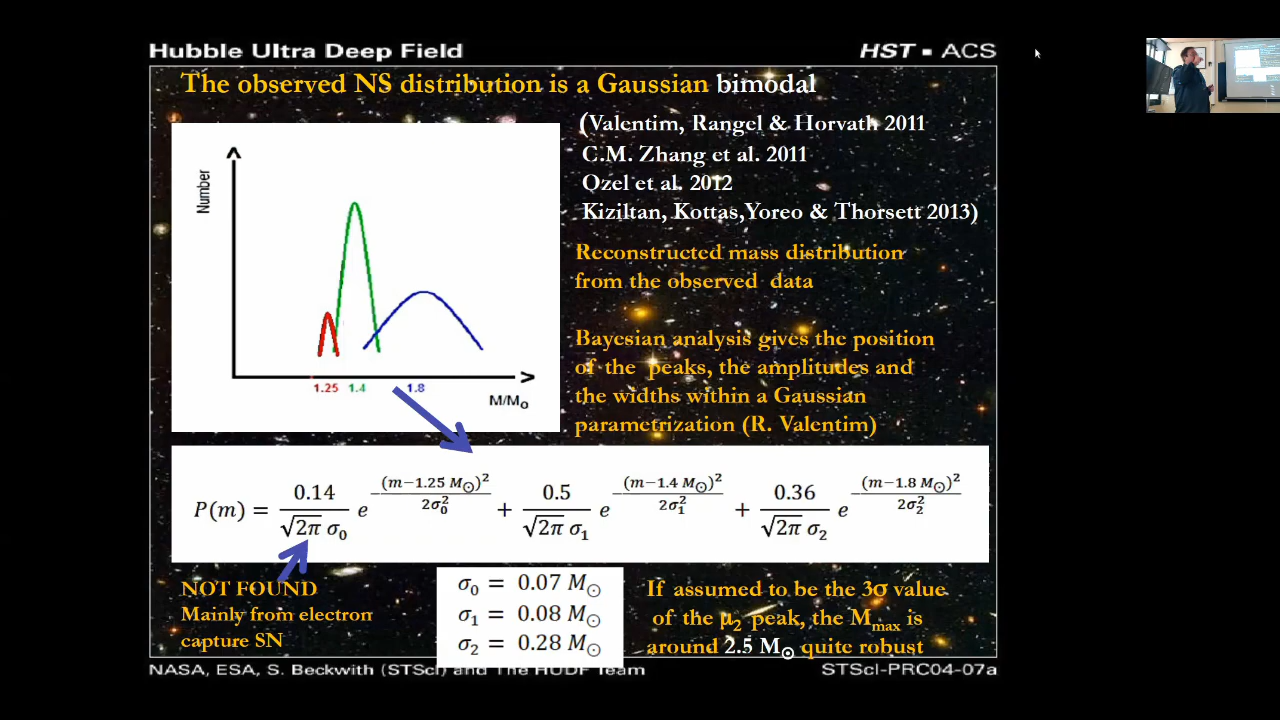 Hubble Ultra Deep Field
HST ▪ ACS
The observed NS distribution is a Gaussian bimodal
(Valentim, Rangel & Horvath 2011
C.M. Zhang et al. 2011
Ozel et al. 2012
Kiziltan, Kottas,Yoreo & Thorsett 2013)
Number
1.25 1.4 1.8
M/M₀
Reconstructed mass distribution
from the observed data
Bayesian analysis gives the position
of the peaks, the amplitudes and
the widths within a Gaussian
parametrization (R. Valentim)
P(m) = 0.14/(√2π σ₀) e^(−(m−1.25 M☉)²/2σ₀²) + 0.5/(√2π σ₁) e^(−(m−1.4 M☉)²/2σ₁²) + 0.36/(√2π σ₂) e^(−(m−1.8 M☉)²/2σ₂²)
NOT FOUND
Mainly from electron
capture SN
σ₀ = 0.07 M☉
σ₁ = 0.08 M☉
σ₂ = 0.28 M☉
If assumed to be the 3σ value
of the μ₂ peak, the Mmax is
around 2.5 M☉ quite robust
NASA, ESA, S. Beckwith (STScI) and The HUDF Team
STScI-PRC04-07a